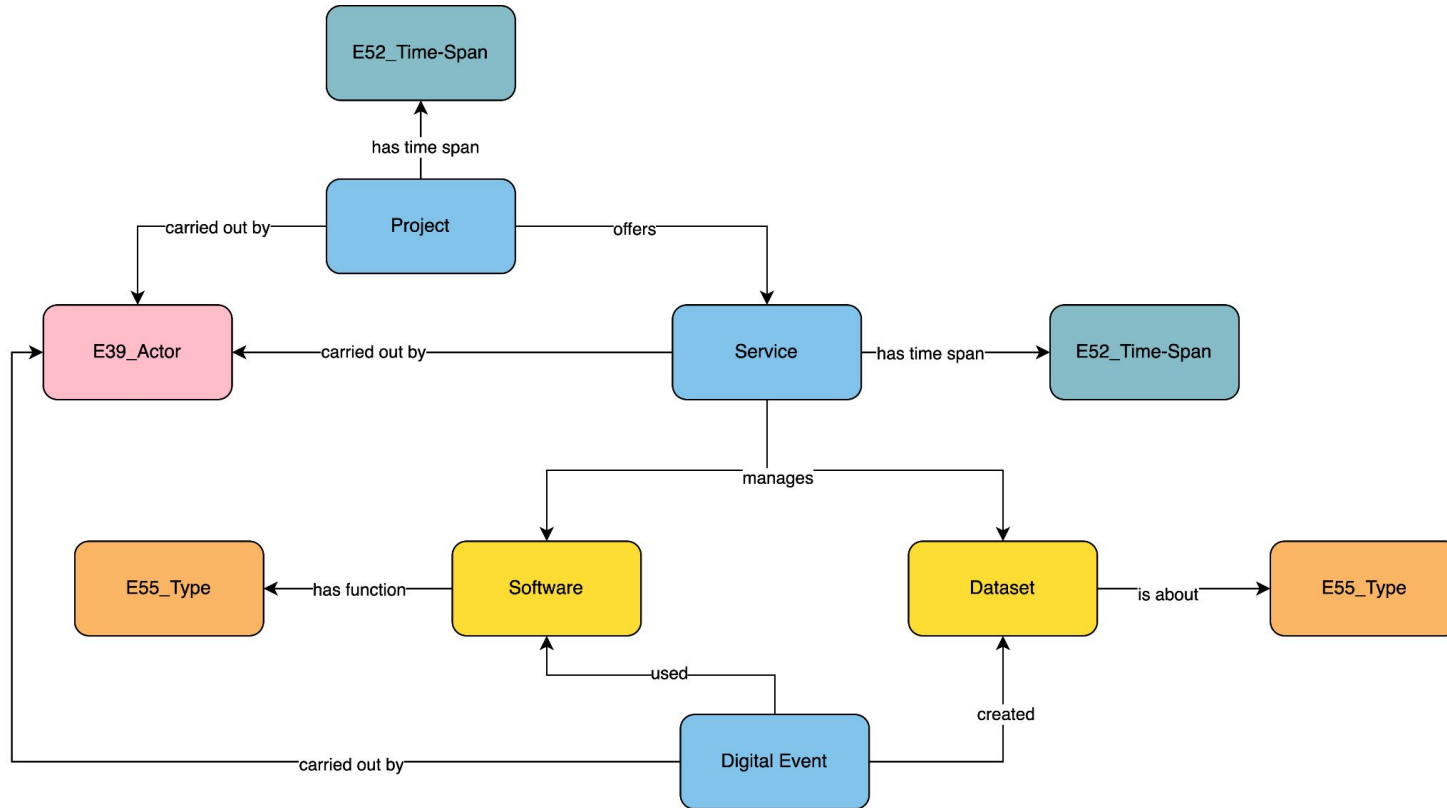 E52_Time-Span
has time span
carried out by
Project
offers
E39_Actor
carried out by
Service
has time span
E52_Time-Span
manages
E55_Type
has function
Software
Dataset
is about
E55_Type
used
created
carried out by
Digital Event